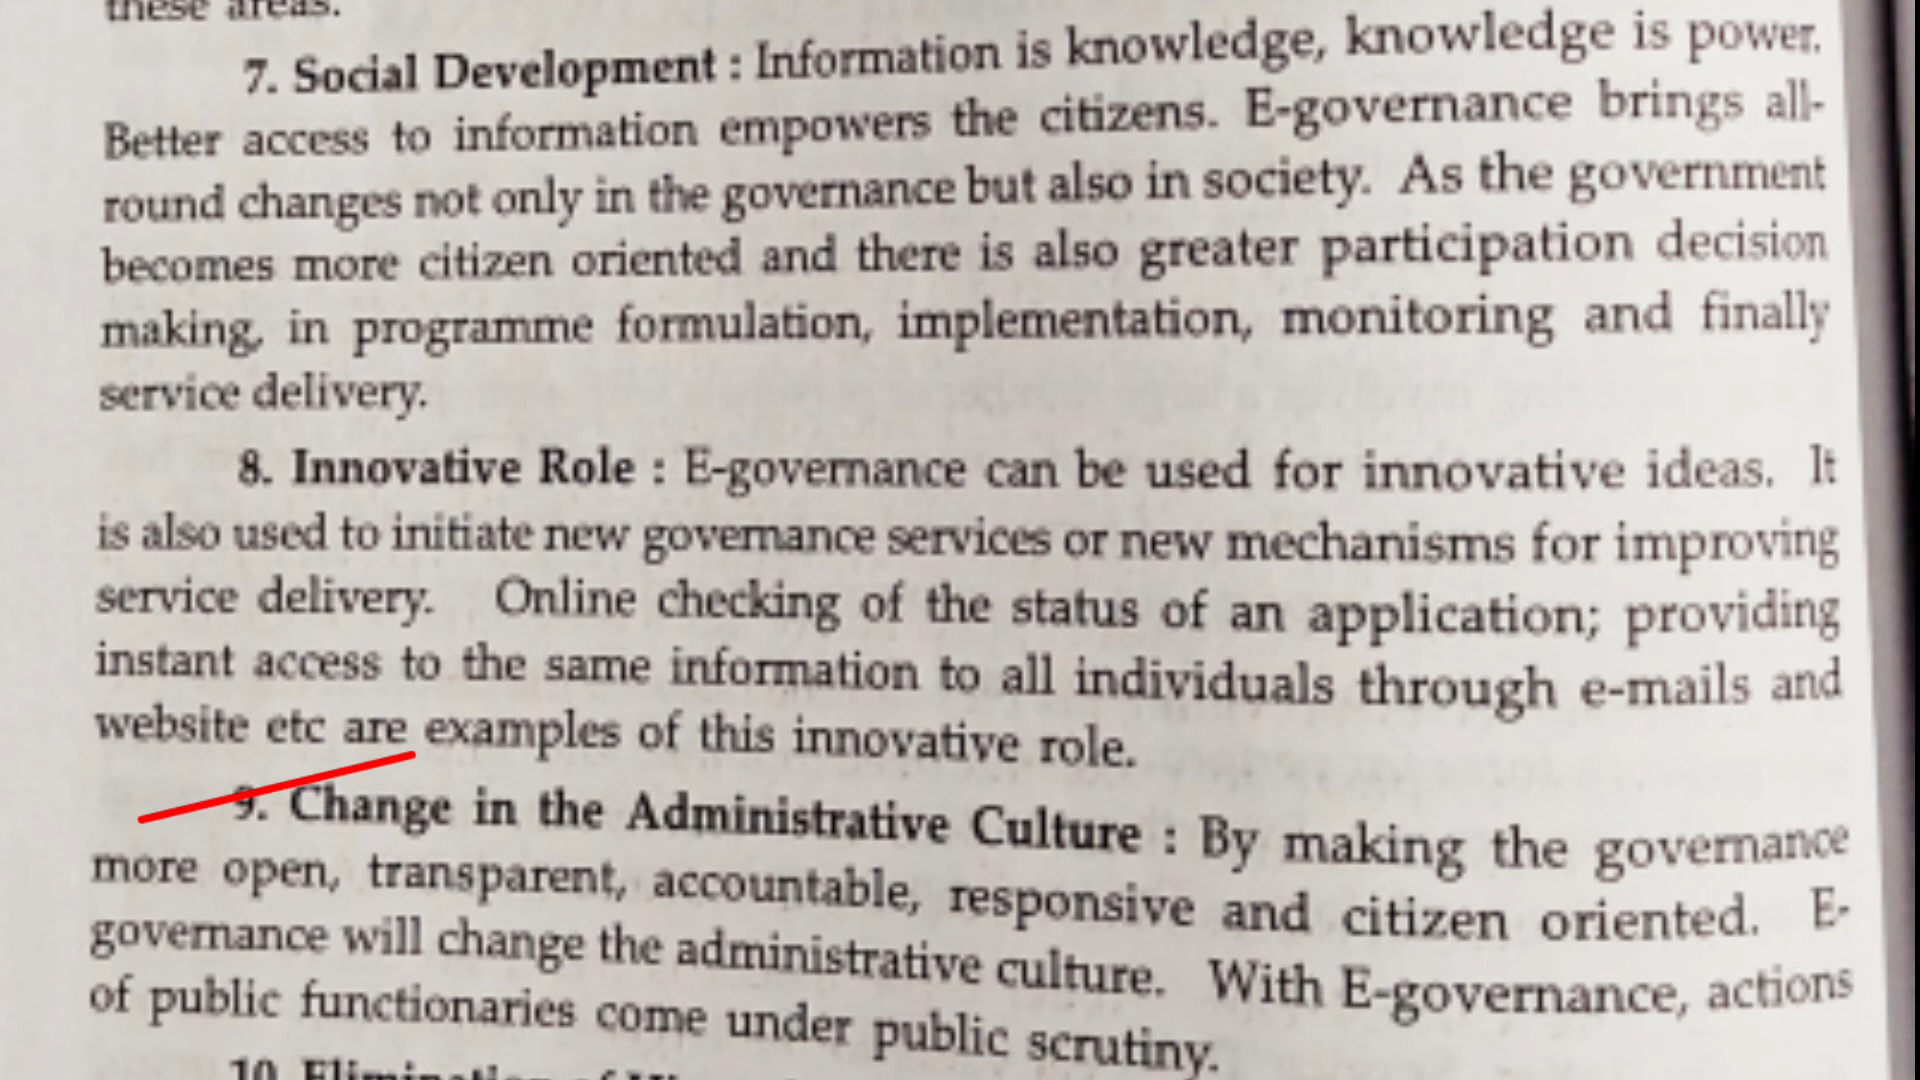 these areas.
7. Social Development : Information is knowledge, knowledge is power.
Better access to information empowers the citizens. E-governance brings all-
round changes not only in the governance but also in society. As the government
becomes more citizen oriented and there is also greater participation decision
making, in programme formulation, implementation, monitoring and finally
service delivery.
8. Innovative Role : E-governance can be used for innovative ideas. It
is also used to initiate new governance services or new mechanisms for improving
service delivery. Online checking of the status of an application; providing
instant access to the same information to all individuals through e-mails and
website etc are examples of this innovative role.
9. Change in the Administrative Culture : By making the governance
more open, transparent, accountable, responsive and citizen oriented. E-
governance will change the administrative culture. With E-governance, actions
of public functionaries come under public scrutiny.
10. Elimination of